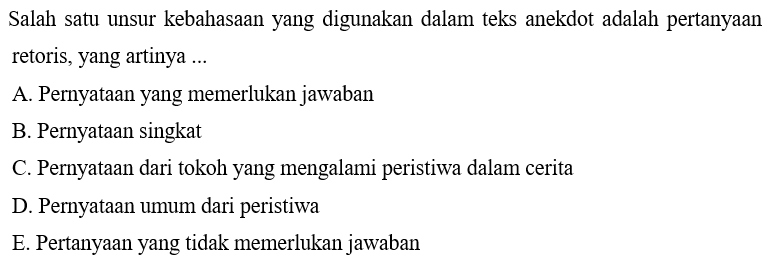 Salah satu unsur kebahasaan yang digunakan dalam teks anekdot adalah pertanyaan
retoris, yang artinya ...
A. Pernyataan yang memerlukan jawaban
B. Pernyataan singkat
C. Pernyataan dari tokoh yang mengalami peristiwa dalam cerita
D. Pernyataan umum dari peristiwa
E. Pertanyaan yang tidak memerlukan jawaban